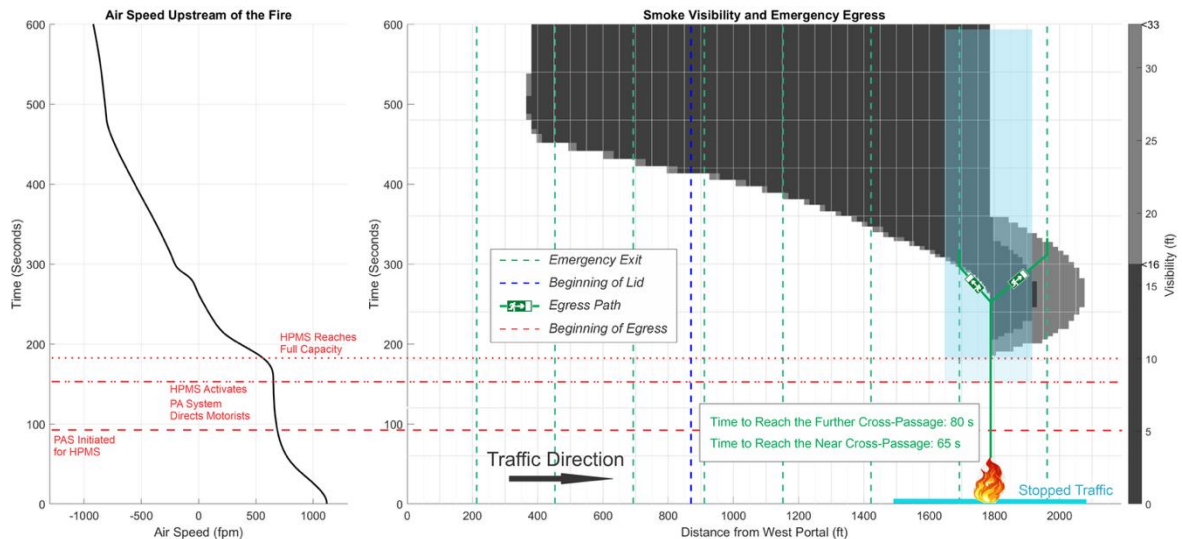 Air Speed Upstream of the Fire
600
500
400
300
200
100
0
Time (Seconds)
-1000
-500
0
500
1000
Air Speed (fpm)
HPMS Reaches
Full Capacity
HPMS Activates
PA System
Directs Motorists
PAS Initiated
for HPMS
Smoke Visibility and Emergency Egress
600
500
400
300
200
100
0
Time (Seconds)
Emergency Exit
Beginning of Lid
Egress Path
Beginning of Egress
Time to Reach the Further Cross-Passage: 80 s
Time to Reach the Near Cross-Passage: 65 s
Traffic Direction
Stopped Traffic
0
200
400
600
800
1000
1200
1400
1600
1800
2000
Distance from West Portal (ft)
<33
30
25
20
<16
15
10
5
0
Visibility (ft)